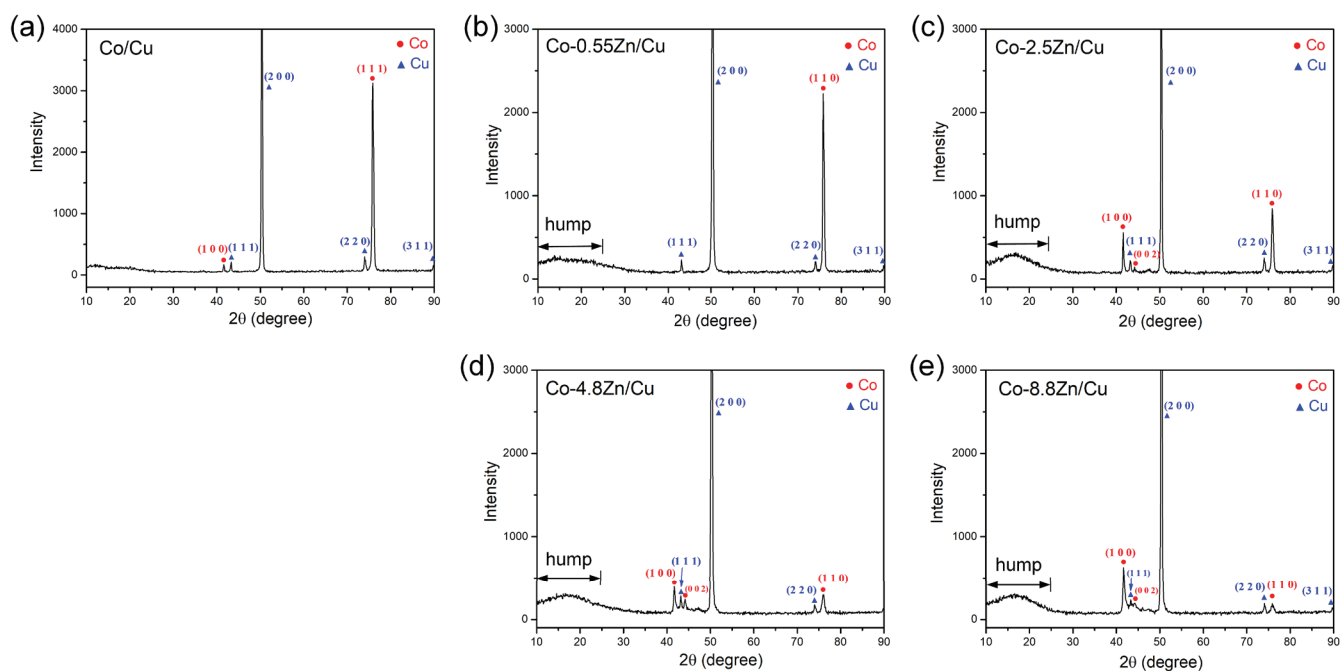 (a)
Co/Cu
Co
Cu
(1 1 1)
(2 0 0)
(1 0 0)
(1 1 1)
(2 2 0)
(3 1 1)
4000
3000
2000
1000
0
Intensity
10 20 30 40 50 60 70 80 90
2θ (degree)
(b)
Co-0.55Zn/Cu
Co
Cu
(2 0 0)
(1 1 0)
hump
(1 1 1)
(2 2 0)
(3 1 1)
3000
2000
1000
0
Intensity
10 20 30 40 50 60 70 80 90
2θ (degree)
(c)
Co-2.5Zn/Cu
Co
Cu
(2 0 0)
(1 0 0)
(1 1 0)
hump
(1 1 1)
(0 0 2)
(2 2 0)
(3 1 1)
3000
2000
1000
0
Intensity
10 20 30 40 50 60 70 80 90
2θ (degree)
(d)
Co-4.8Zn/Cu
Co
Cu
(2 0 0)
hump
(1 1 1)
(1 0 0)
(0 0 2)
(2 2 0)
(1 1 0)
3000
2000
1000
0
Intensity
10 20 30 40 50 60 70 80 90
2θ (degree)
(e)
Co-8.8Zn/Cu
Co
Cu
(2 0 0)
(1 0 0)
hump
(1 1 1)
(0 0 2)
(2 2 0)
(1 1 0)
(3 1 1)
3000
2000
1000
0
Intensity
10 20 30 40 50 60 70 80 90
2θ (degree)